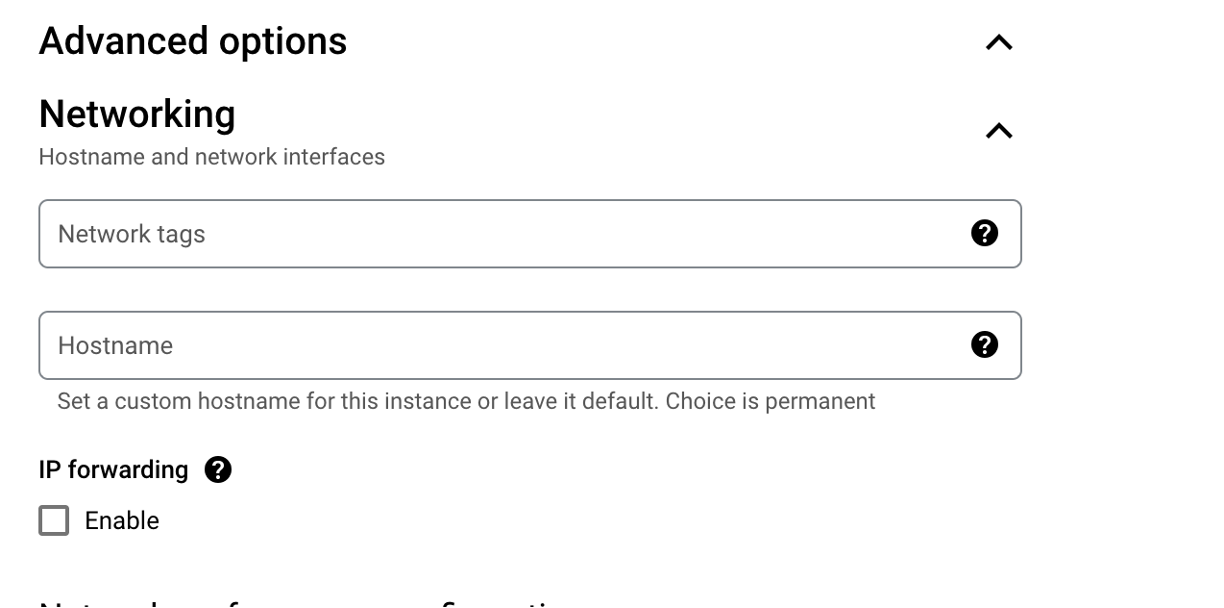 Advanced options
Networking
Hostname and network interfaces
Network tags
Hostname
Set a custom hostname for this instance or leave it default. Choice is permanent
IP forwarding
Enable